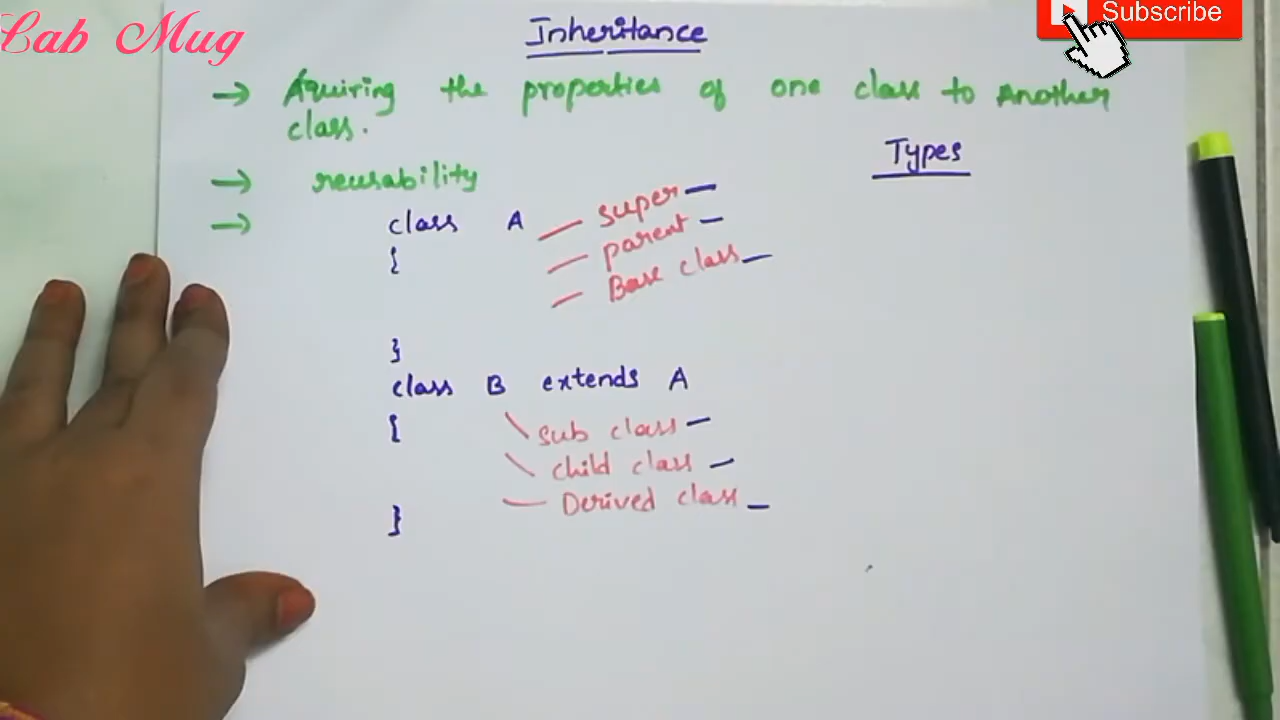 Lab Mug
Subscribe
Inheritance
→ Aquiring the properties of one class to Another
class.
Types
→ reusability
→ class A — super —
{ — parent —
— Base class —
}
class B extends A
{ \ sub class —
\ child class —
— Derived class —
}